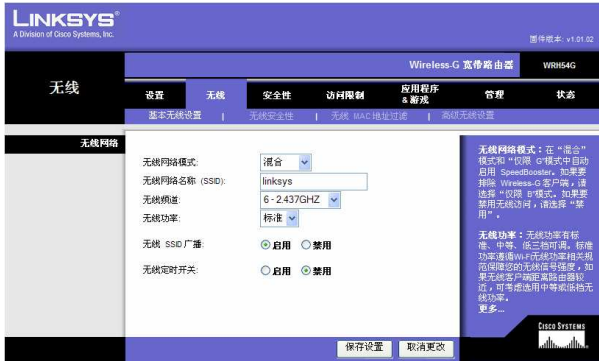 LINKSYS®
A Division of Cisco Systems, Inc.
固件版本: v1.01.02
Wireless-G 宽带路由器
WRH54G
无线
设置
无线
安全性
访问限制
应用程序
& 游戏
管理
状态
基本无线设置 | 无线安全性 | 无线 MAC地址过滤 | 高级无线设置
无线网络
无线网络模式: 混合
无线网络名称 (SSID): linksys
无线频道: 6 - 2.437GHZ
无线功率: 标准
无线 SSID 广播: 启用 禁用
无线定时开关: 启用 禁用
无线网络模式：在“混合”
模式和“仅限 G”模式中自动
启用 SpeedBooster。如果要
排除 Wireless-G 客户端，请
选择“仅限 B”模式。如果要
禁用无线访问，请选择“禁
用”。
无线功率：无线功率有标
准、中等、低三档可调。标准
功率遵循Wi-Fi无线功率相关规
范保障您的无线信号强度，如
果无线客户端距离路由器较
近，可考虑选用中等或低档无
线功率。
更多...
保存设置
取消更改
CISCO SYSTEMS